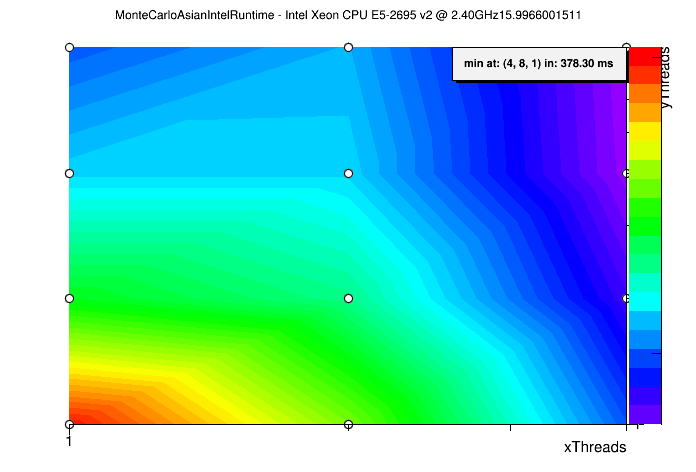 MonteCarloAsianIntelRuntime - Intel Xeon CPU E5-2695 v2 @ 2.40GHz15.9966001511
min at: (4, 8, 1) in: 378.30 ms
yThreads
1
xThreads